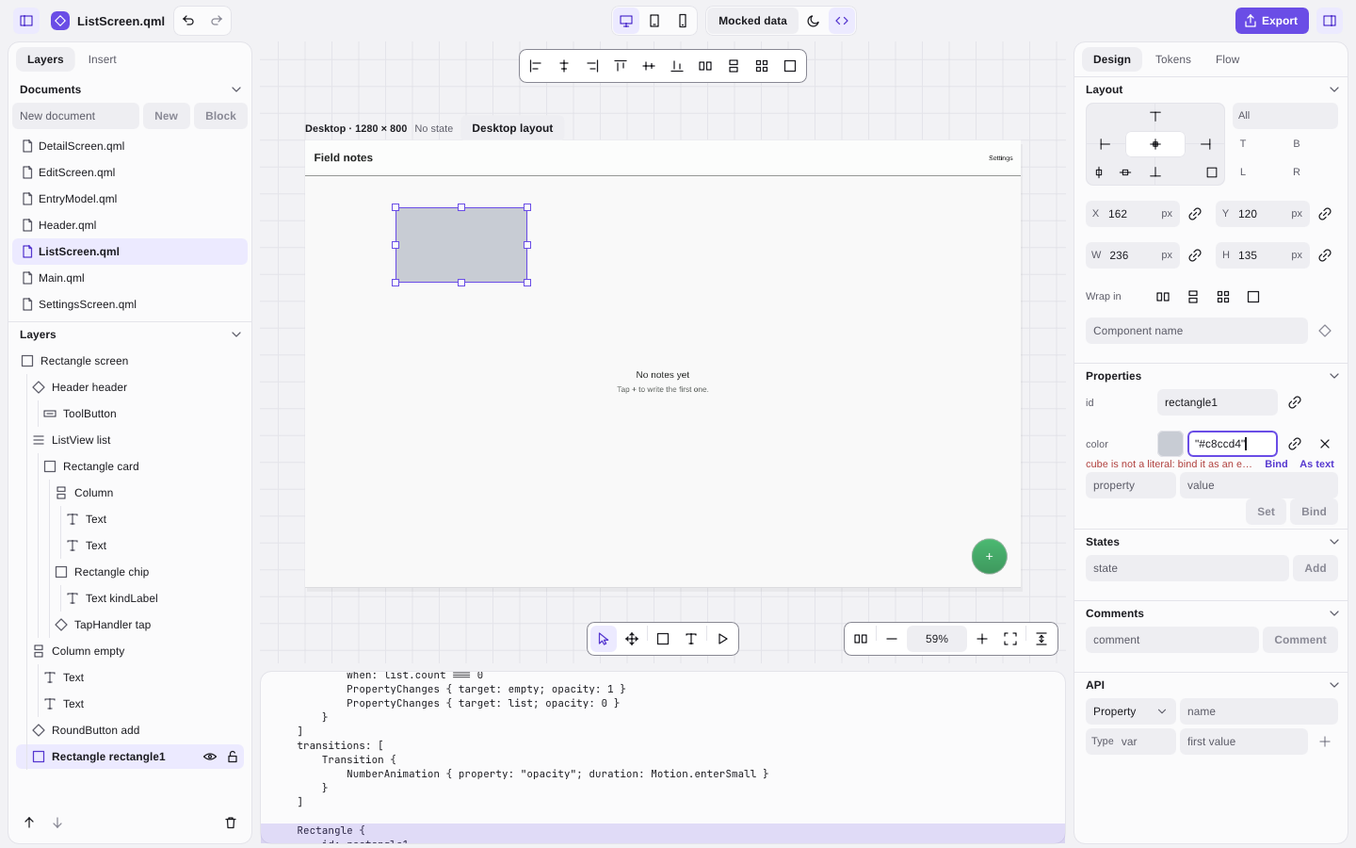 ListScreen.qml
Mocked data
Export
Layers
Insert
Documents
New document
New
Block
DetailScreen.qml
EditScreen.qml
EntryModel.qml
Header.qml
ListScreen.qml
Main.qml
SettingsScreen.qml
Layers
Rectangle screen
Header header
ToolButton
ListView list
Rectangle card
Column
Text
Text
Rectangle chip
Text kindLabel
TapHandler tap
Column empty
Text
Text
RoundButton add
Rectangle rectangle1
Desktop · 1280 × 800 No state Desktop layout
Field notes
Settings
No notes yet
Tap + to write the first one.
+
59%
when: list.count === 0
PropertyChanges { target: empty; opacity: 1 }
PropertyChanges { target: list; opacity: 0 }
}
]
transitions: [
Transition {
NumberAnimation { property: "opacity"; duration: Motion.enterSmall }
}
]
Rectangle {
id: rectangle1
Design
Tokens
Flow
Layout
All
T B
L R
X 162 px
Y 120 px
W 236 px
H 135 px
Wrap in
Component name
Properties
id rectangle1
color "#c8ccd4"
cube is not a literal: bind it as an e… Bind As text
property value
Set Bind
States
state Add
Comments
comment Comment
API
Property name
Type var first value